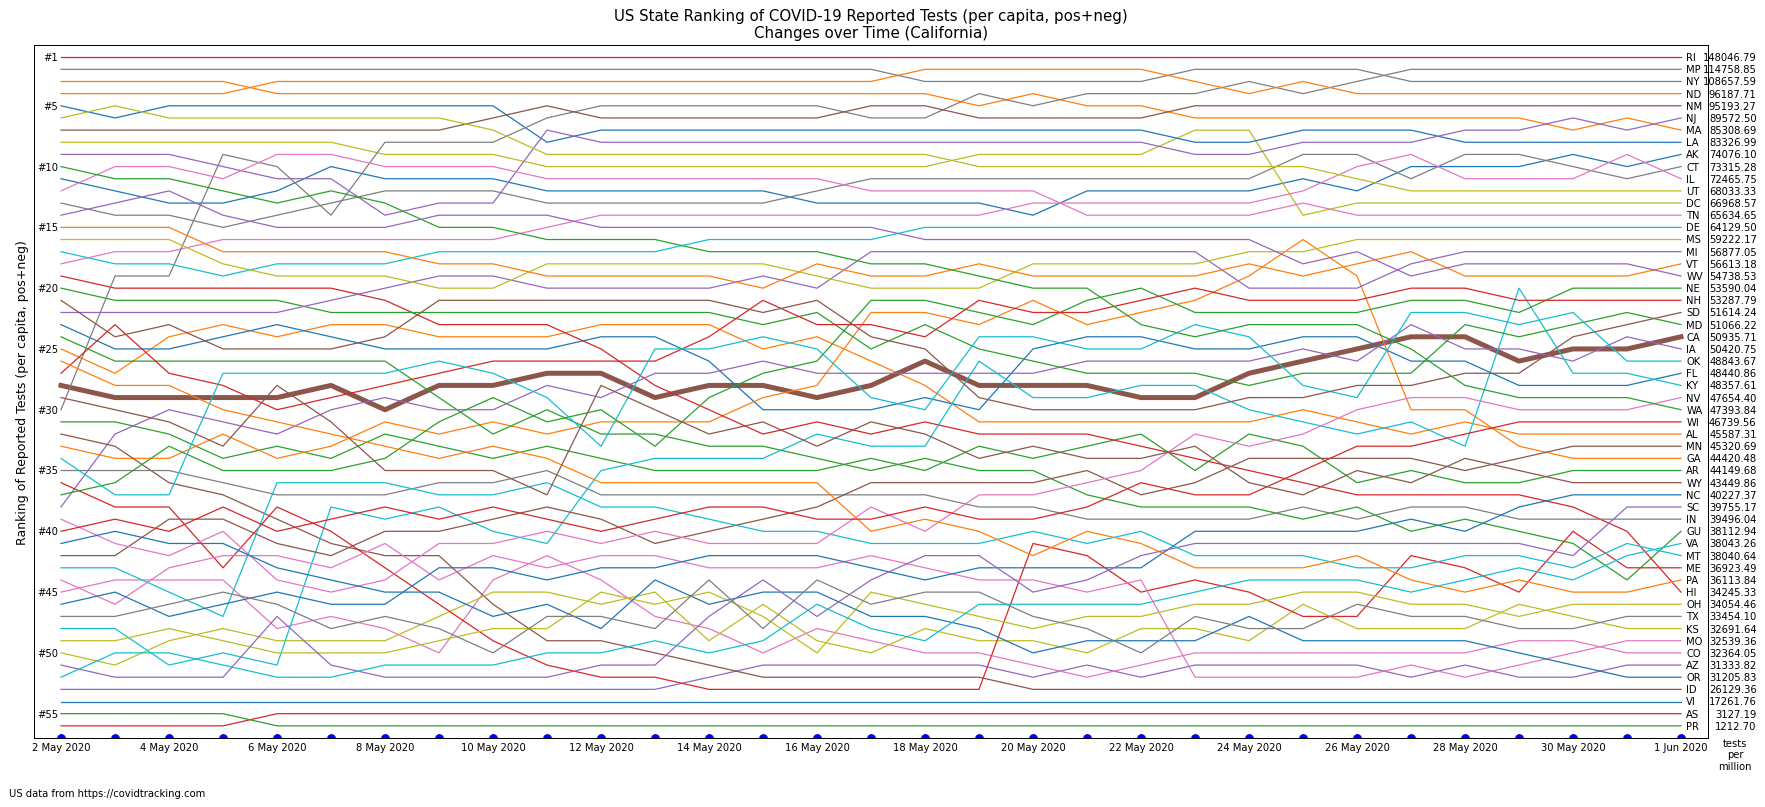 US State Ranking of COVID-19 Reported Tests (per capita, pos+neg)
Changes over Time (California)
Ranking of Reported Tests (per capita, pos+neg)
#1
#5
#10
#15
#20
#25
#30
#35
#40
#45
#50
#55
RI 148046.79
MP 114758.85
NY 108657.59
ND 96187.71
NM 95193.27
NJ 89572.50
MA 85308.69
LA 83326.99
AK 74076.10
CT 73315.28
IL 72465.75
UT 68033.33
DC 66968.57
TN 65634.65
DE 64129.50
MS 59222.17
MI 56877.05
VT 56613.18
WV 54738.53
NE 53590.04
NH 53287.79
SD 51614.24
MD 51066.22
CA 50935.71
IA 50420.75
OK 48843.67
FL 48440.86
KY 48357.61
NV 47654.40
WA 47393.84
WI 46739.56
AL 45587.31
MN 45320.69
GA 44420.48
AR 44149.68
WY 43449.86
NC 40227.37
SC 39755.17
IN 39496.04
GU 38112.94
VA 38043.26
MT 38040.64
ME 36923.49
PA 36113.84
HI 34245.33
OH 34054.46
TX 33454.10
KS 32691.64
MO 32539.36
CO 32364.05
AZ 31333.82
OR 31205.83
ID 26129.36
VI 17261.76
AS 3127.19
PR 1212.70
2 May 2020
4 May 2020
6 May 2020
8 May 2020
10 May 2020
12 May 2020
14 May 2020
16 May 2020
18 May 2020
20 May 2020
22 May 2020
24 May 2020
26 May 2020
28 May 2020
30 May 2020
1 Jun 2020
tests
per
million
US data from https://covidtracking.com